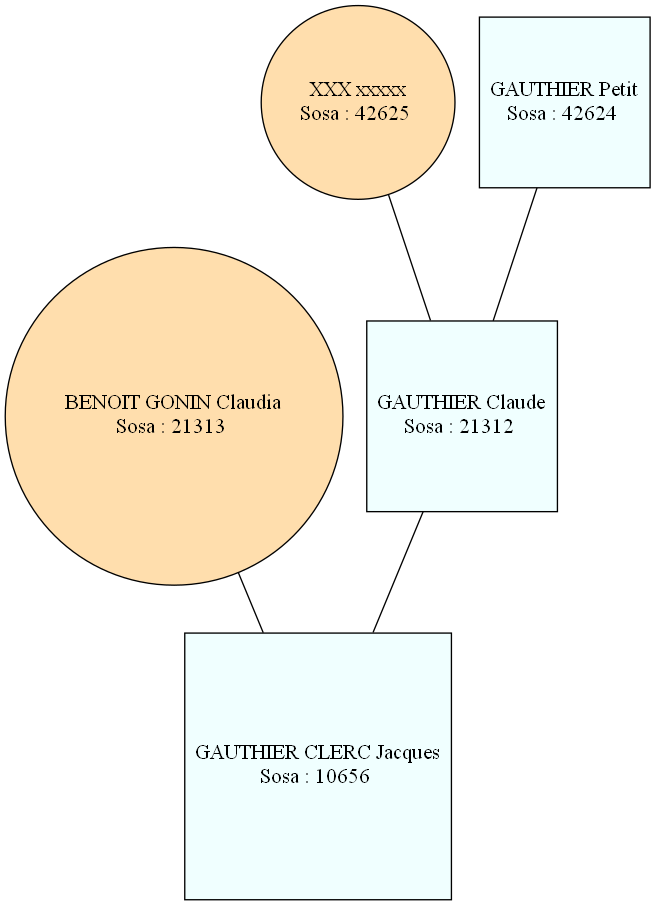 XXX xxxxx
Sosa : 42625
GAUTHIER Petit
Sosa : 42624
BENOIT GONIN Claudia
Sosa : 21313
GAUTHIER Claude
Sosa : 21312
GAUTHIER CLERC Jacques
Sosa : 10656